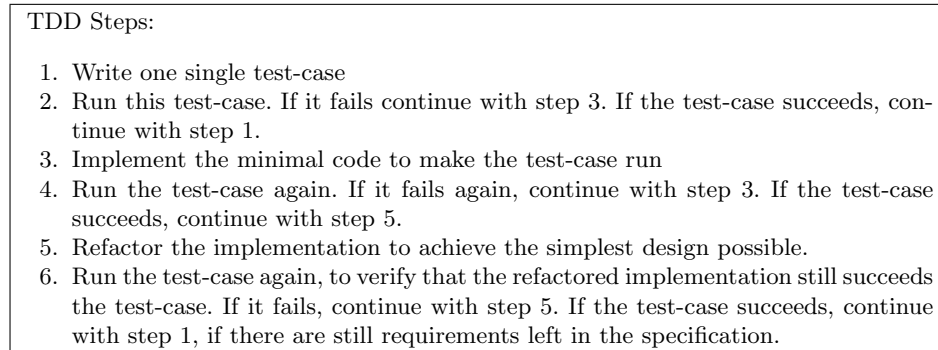 TDD Steps:
1. Write one single test-case
2. Run this test-case. If it fails continue with step 3. If the test-case succeeds, con-
tinue with step 1.
3. Implement the minimal code to make the test-case run
4. Run the test-case again. If it fails again, continue with step 3. If the test-case
succeeds, continue with step 5.
5. Refactor the implementation to achieve the simplest design possible.
6. Run the test-case again, to verify that the refactored implementation still succeeds
the test-case. If it fails, continue with step 5. If the test-case succeeds, continue
with step 1, if there are still requirements left in the specification.